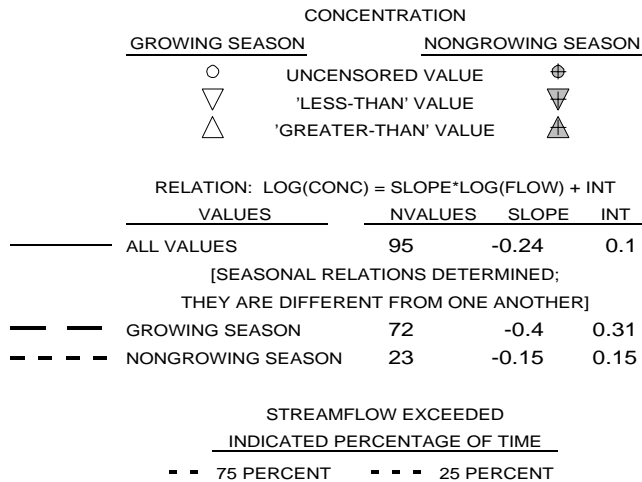 CONCENTRATION
GROWING SEASON NONGROWING SEASON
UNCENSORED VALUE
'LESS-THAN' VALUE
'GREATER-THAN' VALUE
RELATION: LOG(CONC) = SLOPE*LOG(FLOW) + INT
VALUES NVALUES SLOPE INT
ALL VALUES 95 -0.24 0.1
[SEASONAL RELATIONS DETERMINED;
THEY ARE DIFFERENT FROM ONE ANOTHER]
GROWING SEASON 72 -0.4 0.31
NONGROWING SEASON 23 -0.15 0.15
STREAMFLOW EXCEEDED
INDICATED PERCENTAGE OF TIME
75 PERCENT 25 PERCENT